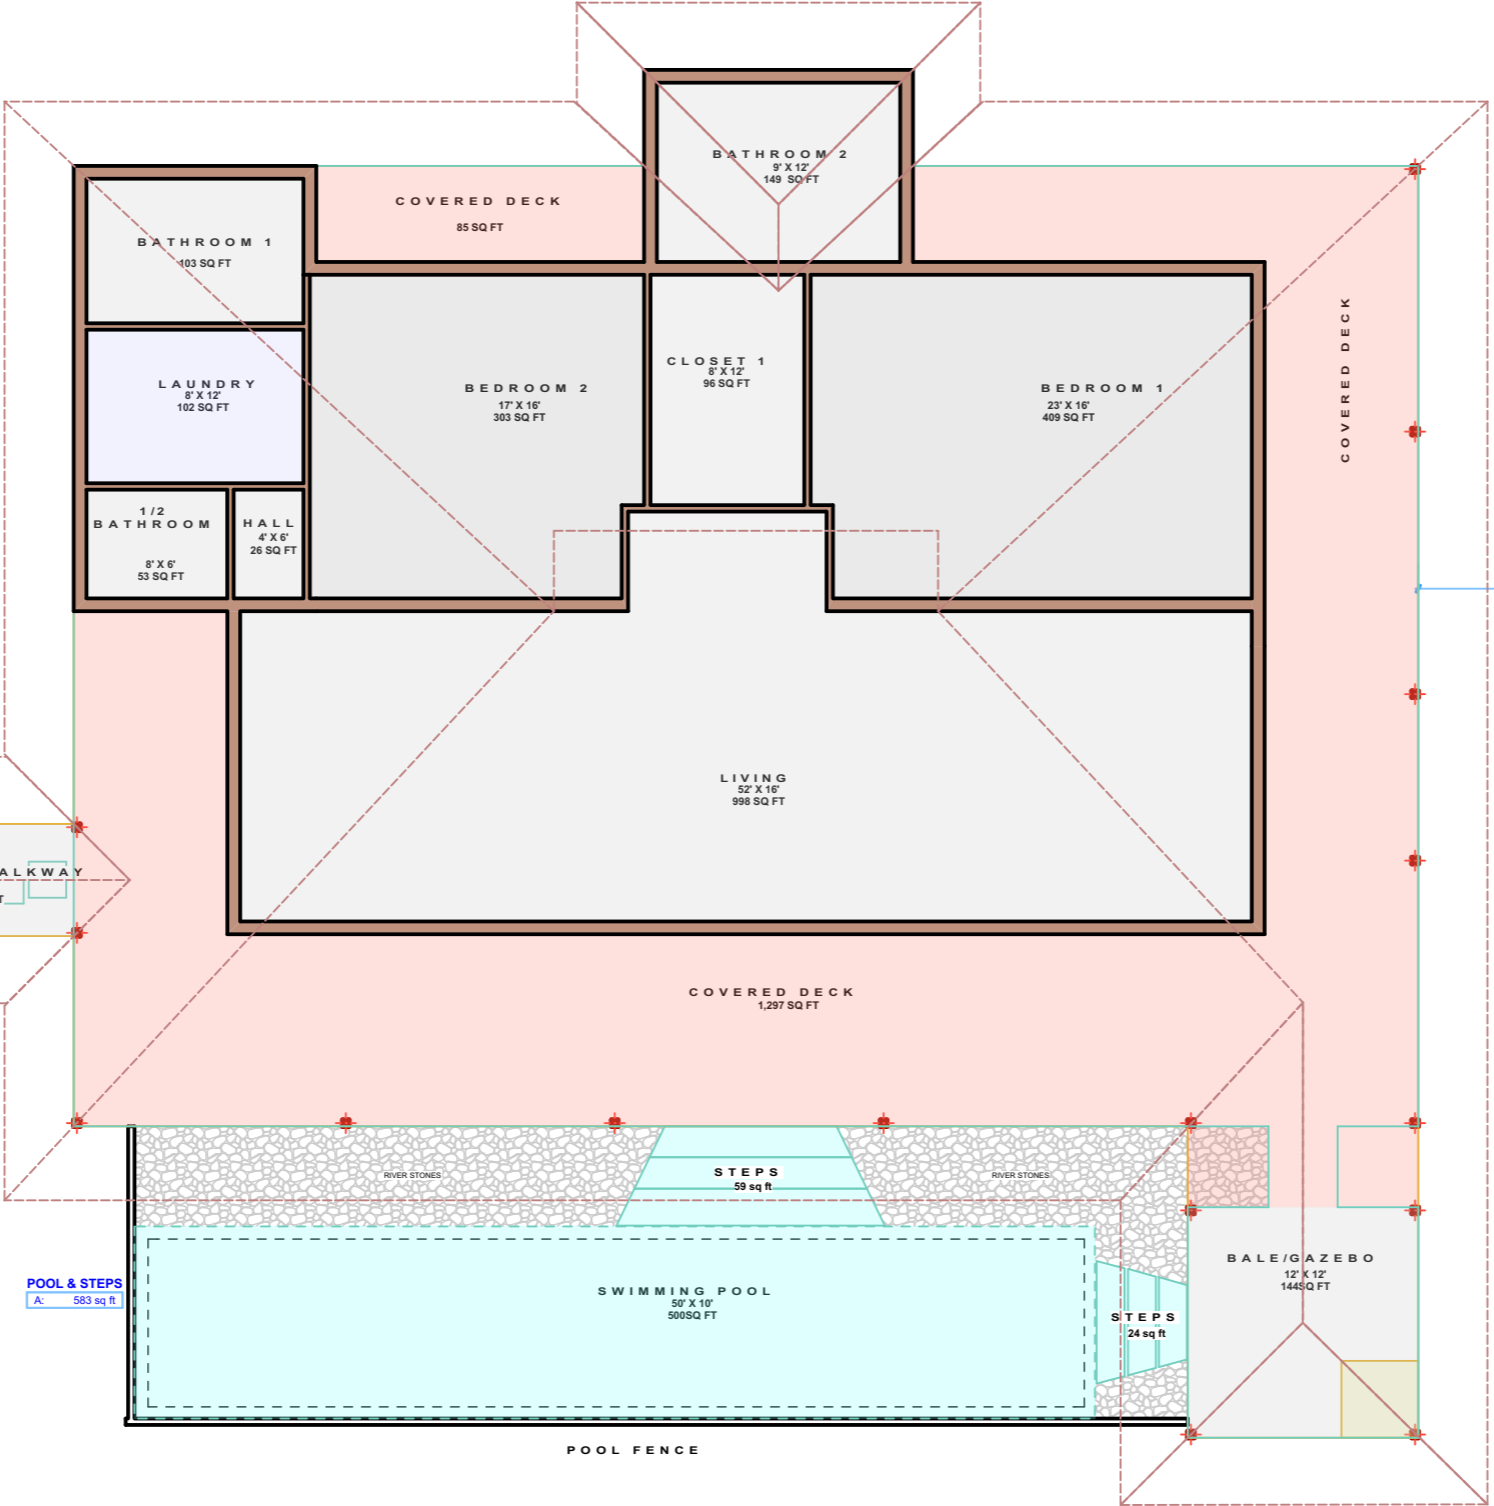 BATHROOM 2
9' X 12'
149 SQ FT
COVERED DECK
85 SQ FT
BATHROOM 1
103 SQ FT
COVERED DECK
LAUNDRY
8' X 12'
102 SQ FT
BEDROOM 2
17' X 16'
303 SQ FT
CLOSET 1
8' X 12'
96 SQ FT
BEDROOM 1
23' X 16'
409 SQ FT
1/2
BATHROOM
8' X 6'
53 SQ FT
HALL
4' X 6'
26 SQ FT
LIVING
52' X 16'
998 SQ FT
ALKWAY
T
COVERED DECK
1,297 SQ FT
RIVER STONES
STEPS
59 sq ft
RIVER STONES
BALE/GAZEBO
12' X 12'
144SQ FT
POOL & STEPS
A: 583 sq ft
SWIMMING POOL
50' X 10'
500SQ FT
STEPS
24 sq ft
POOL FENCE